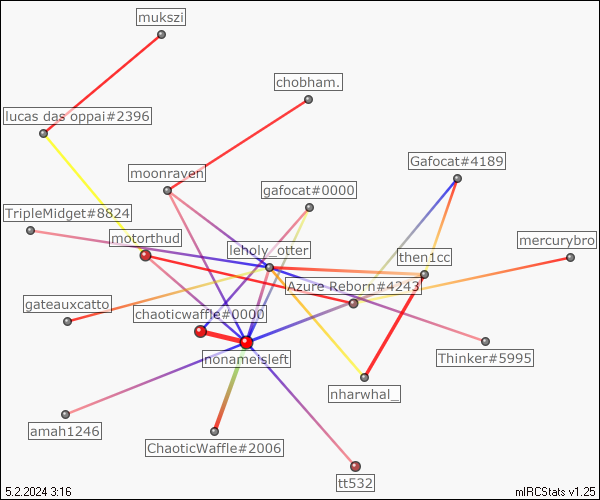 mukszi
chobham.
lucas das oppai#2396
Gafocat#4189
moonraven
gafocat#0000
TripleMidget#8824
motorthud
mercurybro
leholy_otter
then1cc
Azure Reborn#4243
gateauxcatto
chaoticwaffle#0000
nonameisleft
Thinker#5995
nharwhal_
amah1246
ChaoticWaffle#2006
tt532
5.2.2024 3:16
mIRCStats v1.25